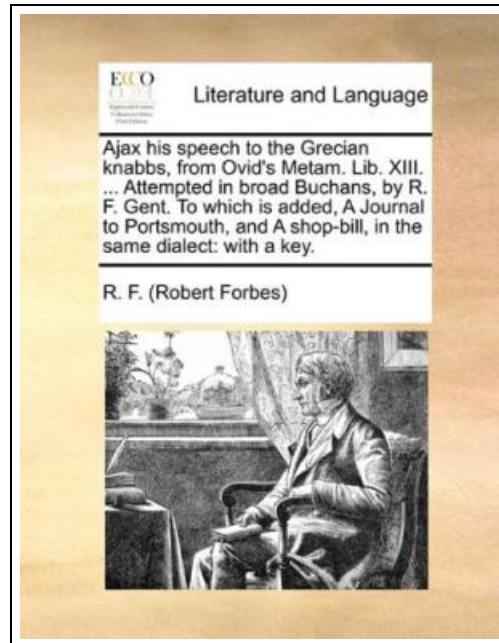 ECCO
Literature and Language
Ajax his speech to the Grecian
knabbs, from Ovid's Metam. Lib. XIII.
... Attempted in broad Buchans, by R.
F. Gent. To which is added, A Journal
to Portsmouth, and A shop-bill, in the
same dialect: with a key.
R. F. (Robert Forbes)